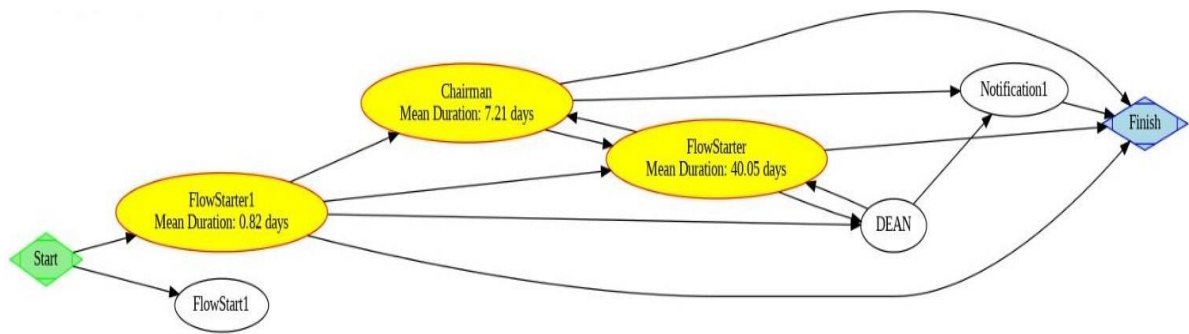 Chairman
Mean Duration: 7.21 days
Notification1
Finish
FlowStarter
Mean Duration: 40.05 days
FlowStarter1
Mean Duration: 0.82 days
DEAN
Start
FlowStart1